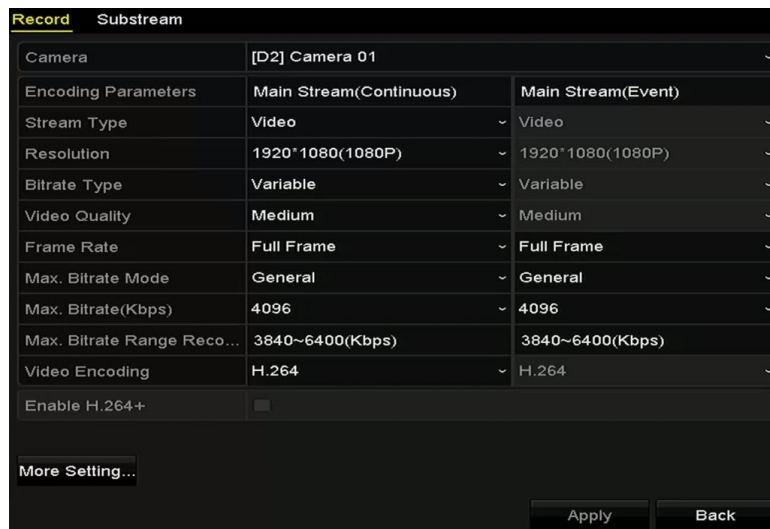 Record Substream
Camera [D2] Camera 01
Encoding Parameters Main Stream(Continuous) Main Stream(Event)
Stream Type Video Video
Resolution 1920*1080(1080P) 1920*1080(1080P)
Bitrate Type Variable Variable
Video Quality Medium Medium
Frame Rate Full Frame Full Frame
Max. Bitrate Mode General General
Max. Bitrate(Kbps) 4096 4096
Max. Bitrate Range Reco... 3840~6400(Kbps) 3840~6400(Kbps)
Video Encoding H.264 H.264
Enable H.264+
More Setting...
Apply Back